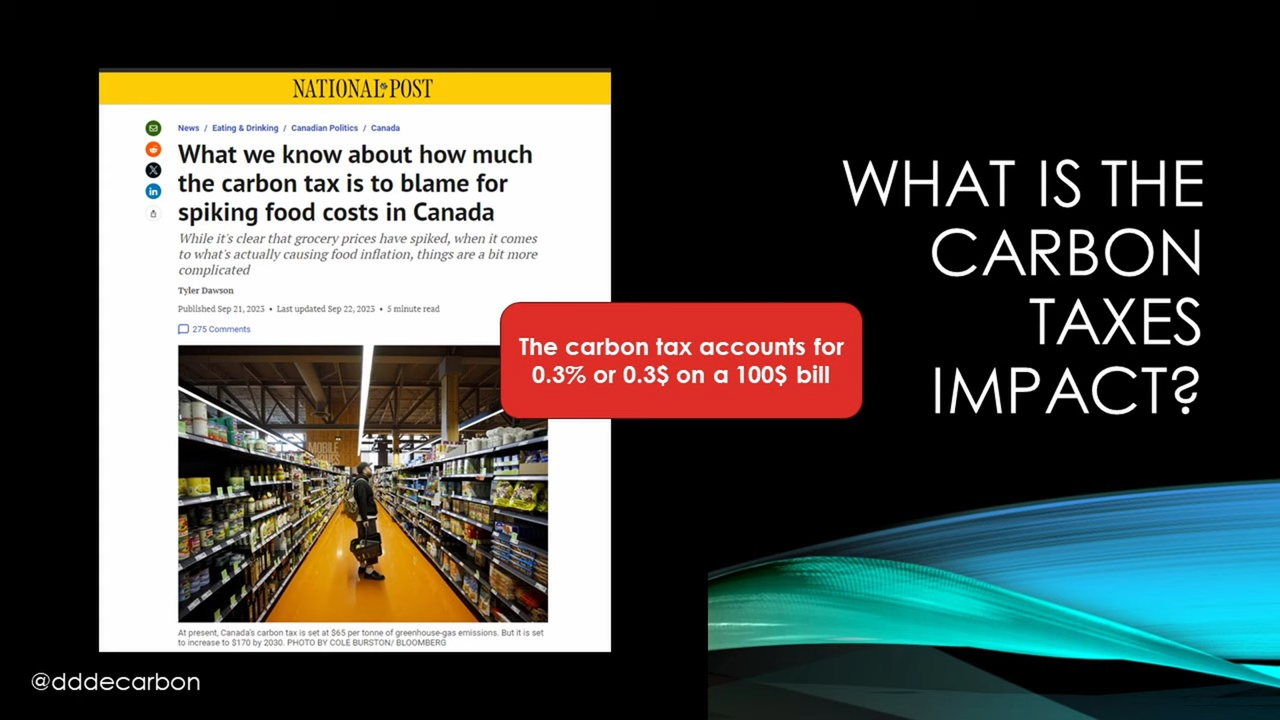 NATIONAL POST
News / Eating & Drinking / Canadian Politics / Canada
What we know about how much
the carbon tax is to blame for
spiking food costs in Canada
While it's clear that grocery prices have spiked, when it comes
to what's actually causing food inflation, things are a bit more
complicated
Tyler Dawson
Published Sep 21, 2023 • Last updated Sep 22, 2023 • 5 minute read
275 Comments
MOBILE
At present, Canada's carbon tax is set at $65 per tonne of greenhouse-gas emissions. But it is set
to increase to $170 by 2030. PHOTO BY COLE BURSTON/ BLOOMBERG
The carbon tax accounts for
0.3% or 0.3$ on a 100$ bill
WHAT IS THE
CARBON
TAXES
IMPACT?
@dddecarbon